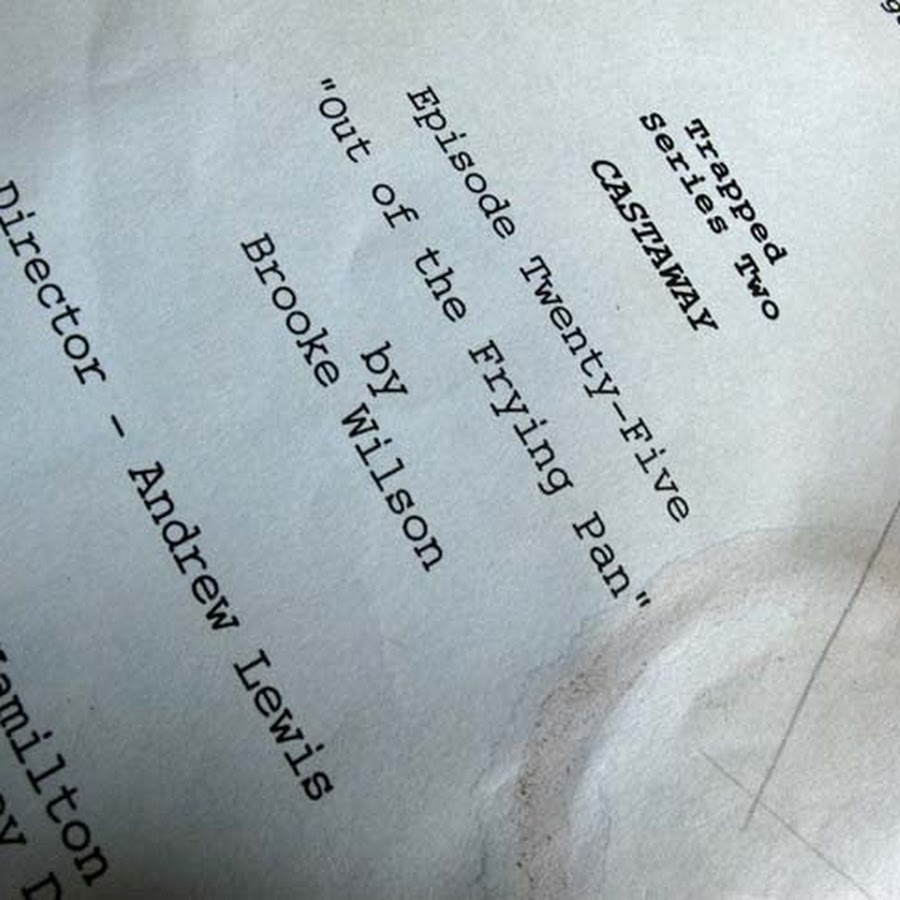 Trapped
Series Two
CASTAWAY
Episode Twenty-Five
"Out of the Frying Pan"
by
Brooke Wilson
Director - Andrew Lewis